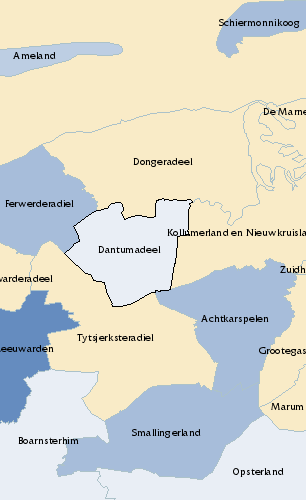 Schiermonnikoog
Ameland
De Marne
Dongeradeel
Ferwerderadiel
Kollumerland en Nieuwkruisla
Dantumadeel
Zuidh
warderadeel
Achtkarspelen
Tytsjerksteradiel
eeuwarden
Grootegas
Marum
Smallingerland
Boarnsterhim
Opsterland